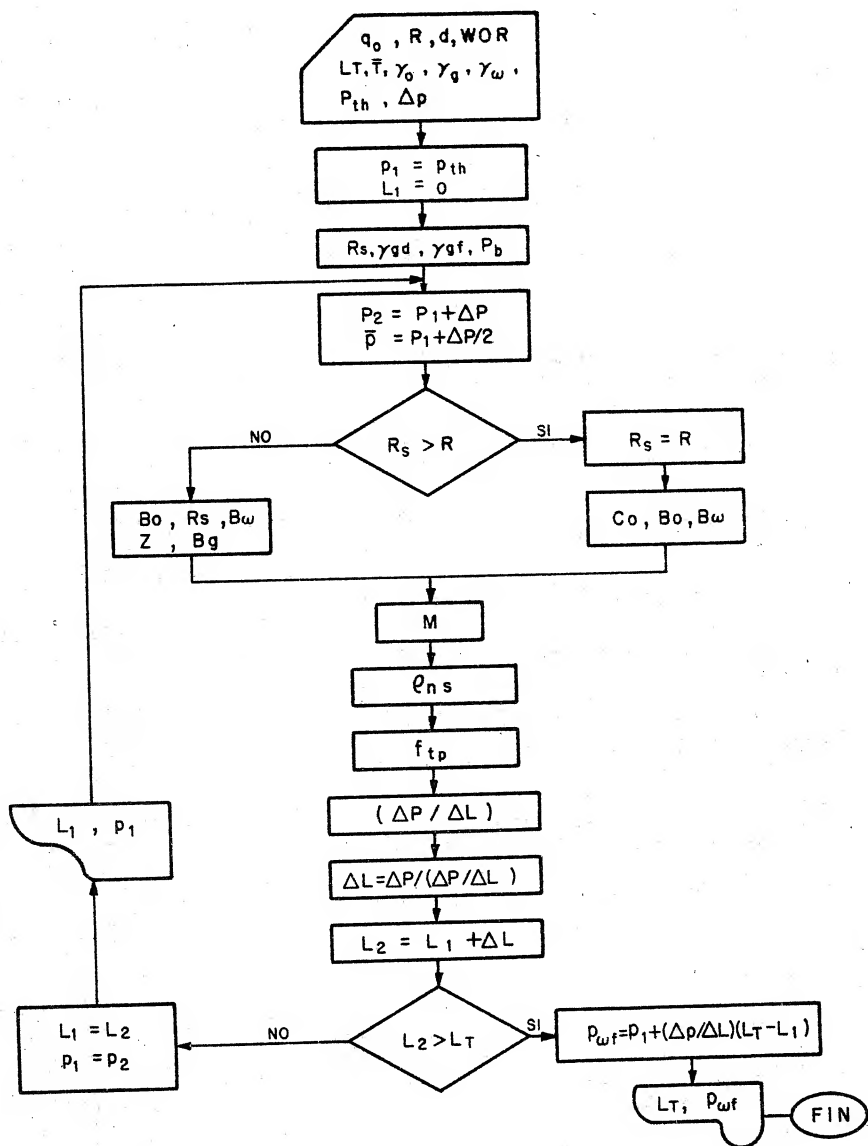 q₀ , R , d, WOR
LT, T̄, γₒ , γg , γω ,
Pth , Δp
p₁ = pth
L₁ = 0
Rs, γgd , γgf , Pb
P₂ = P₁ + ΔP
p̄ = P₁ + ΔP/2
Rs > R
NO
SI
Rs = R
Bo , Rs , Bω
Z , Bg
Co , Bo, Bω
M
ρns
ftp
( ΔP / ΔL )
ΔL = ΔP/(ΔP/ΔL )
L₂ = L₁ + ΔL
L₂ > LT
NO
SI
L₁ = L₂
p₁ = p₂
L₁ , p₁
pωf = p₁ + (Δp/ΔL)(LT - L₁ )
LT, pωf
FIN